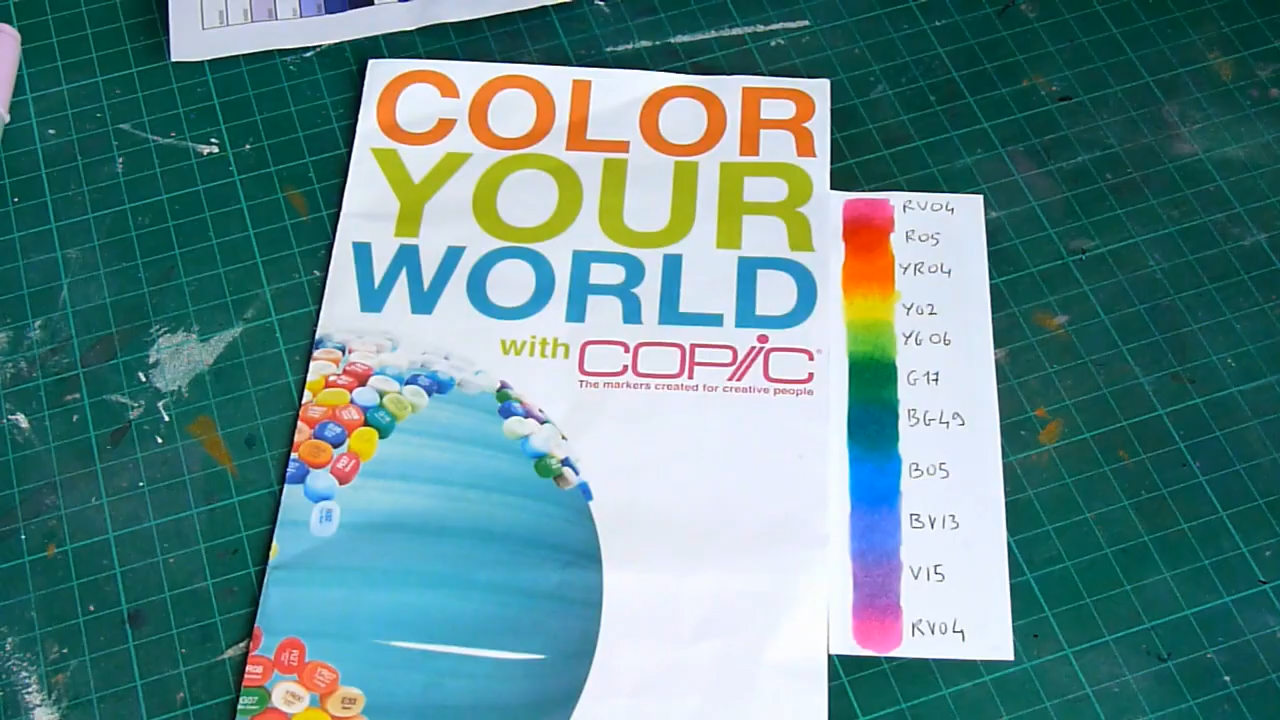 COLOR
YOUR
WORLD
with COPIC
The markers created for creative people
RV04
R05
YR04
Y02
YG06
G17
BG49
B05
BV13
V15
RV04